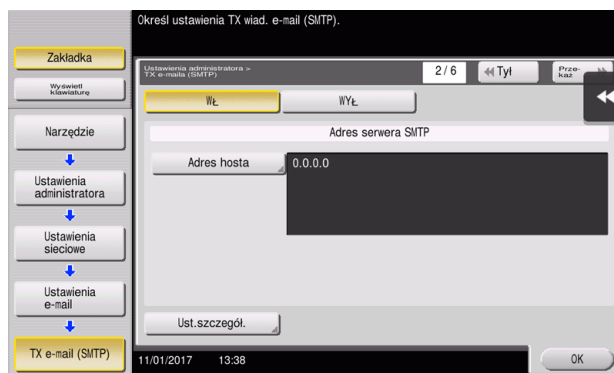 Określ ustawienia TX wiad. e-mail (SMTP).
Zakładka
Wyświetl
klawiaturę
Narzędzie
Ustawienia
administratora
Ustawienia
sieciowe
Ustawienia
e-mail
TX e-mail (SMTP)
Ustawienia administratora >
TX e-maila (SMTP)
2/6
Tył
Prze-
każ
WŁ
WYŁ
Adres serwera SMTP
Adres hosta
0.0.0.0
Ust.szczegół.
11/01/2017 13:38
OK